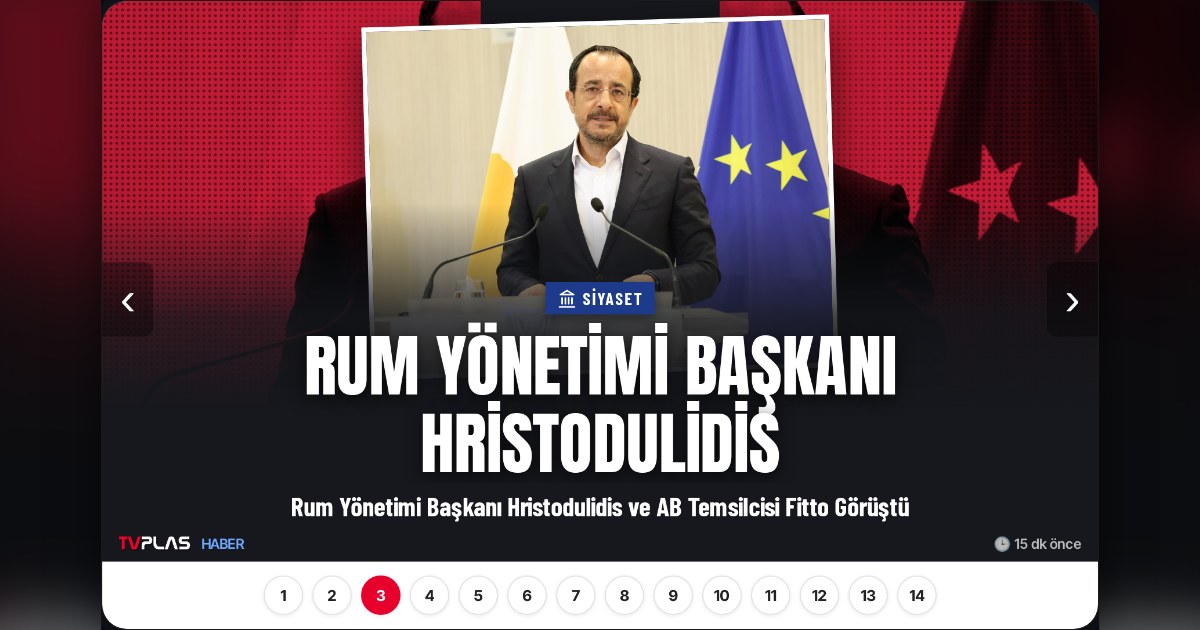 SİYASET
RUM YÖNETİMİ BAŞKANI
HRİSTODULİDİS
Rum Yönetimi Başkanı Hristodulidis ve AB Temsilcisi Fitto Görüştü
TVPLAS HABER
15 dk önce
1 2 3 4 5 6 7 8 9 10 11 12 13 14